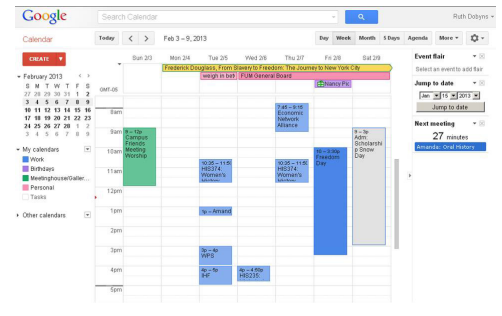 Google
Search Calendar
Ruth Dobyns
Calendar
Today
Feb 3 – 9, 2013
Day Week Month 5 Days Agenda More
CREATE
February 2013
S M T W T F S
27 28 29 30 31 1 2
3 4 5 6 7 8 9
10 11 12 13 14 15 16
17 18 19 20 21 22 23
24 25 26 27 28 1 2
3 4 5 6 7 8 9
My calendars
Work
Birthdays
Meetinghouse/Galler...
Personal
Tasks
Other calendars
Sun 2/3 Mon 2/4 Tue 2/5 Wed 2/6 Thu 2/7 Fri 2/8 Sat 2/9
GMT-05
Frederick Douglass, From Slavery to Freedom: The Journey to New York City
weigh in bef
FUM General Board
Nancy Pic
8am
9am
10am
11am
12pm
1pm
2pm
3pm
4pm
5pm
9 – 12p
Campus
Friends
Meeting
Worship
10:35 – 11:50
HIS374:
Women's
History
1p – Amand
3p – 4p
WPS
4p – 5p
IHF
4p – 4:50p
HIS235:
7:45 – 9:15
Economic
Network
Alliance
10:35 – 11:50
HIS374:
Women's
History
10 – 3:30p
Freedom
Day
9 – 3p
Adm:
Scholarshi
p Snow
Day
Event flair
Select an event to add flair
Jump to date
Jan 15 2013
Jump to date
Next meeting
27 minutes
Amanda: Oral History